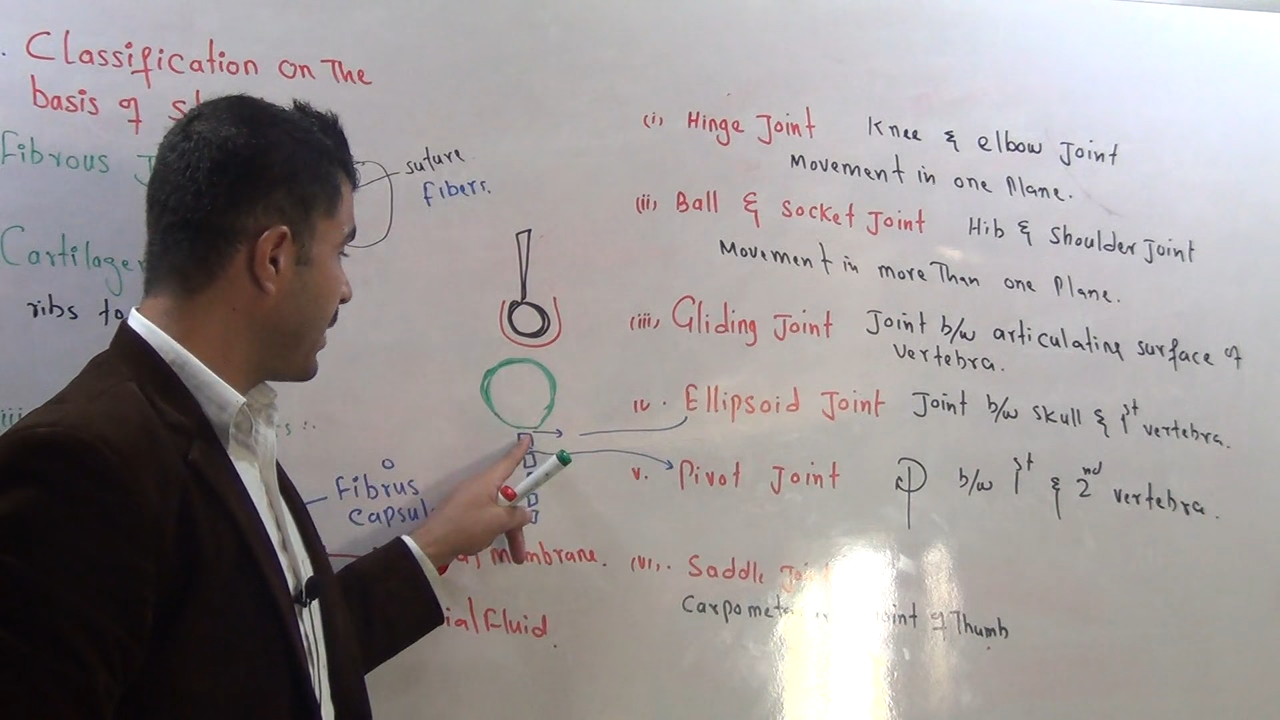 . Classification on The
basis of
Fibrous
suture
fibers.
Cartilage
ribs to
iii
s :-
Fibrus
capsul
membrane.
ial Fluid
(i) Hinge Joint Knee & elbow Joint
Movement in one Plane.
(ii) Ball & Socket Joint Hib & Shoulder Joint
Movement in more Than one Plane.
(iii) Gliding Joint Joint b/w articulating surface of
vertebra.
iv. Ellipsoid Joint Joint b/w skull & 1st vertebra.
v. Pivot Joint b/w 1st & 2nd vertebra.
(vi). Saddle
Carpometa of Thumb